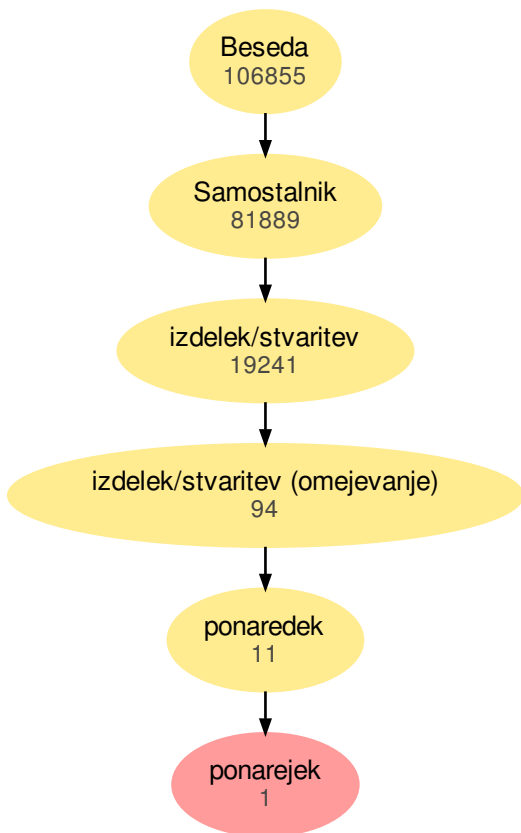 Beseda
106855
Samostalnik
81889
izdelek/stvaritev
19241
izdelek/stvaritev (omejevanje)
94
ponaredek
11
ponarejek
1